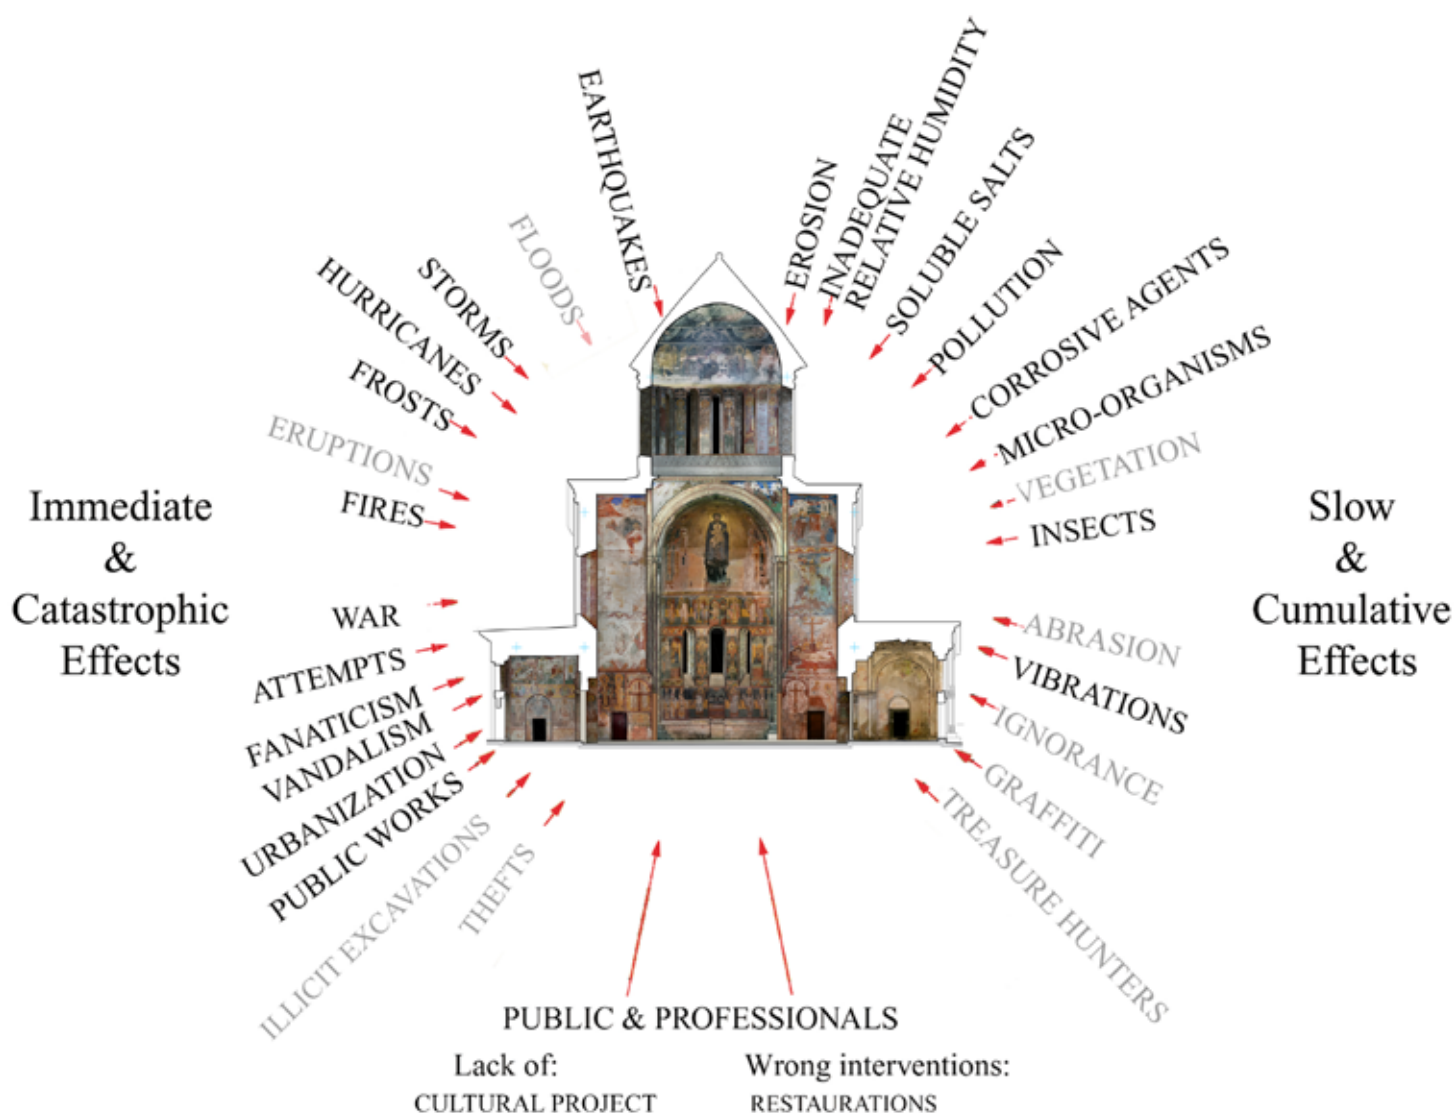 EARTHQUAKES
FLOODS
STORMS
HURRICANES
FROSTS
ERUPTIONS
FIRES
Immediate
&
Catastrophic
Effects
WAR
ATTEMPTS
FANATICISM
VANDALISM
URBANIZATION
PUBLIC WORKS
ILLICIT EXCAVATIONS
THEFTS
EROSION
INADEQUATE
RELATIVE HUMIDITY
SOLUBLE SALTS
POLLUTION
CORROSIVE AGENTS
MICRO-ORGANISMS
VEGETATION
INSECTS
Slow
&
Cumulative
Effects
ABRASION
VIBRATIONS
IGNORANCE
GRAFFITI
TREASURE HUNTERS
PUBLIC & PROFESSIONALS
Lack of:
CULTURAL PROJECT
Wrong interventions:
RESTAURATIONS